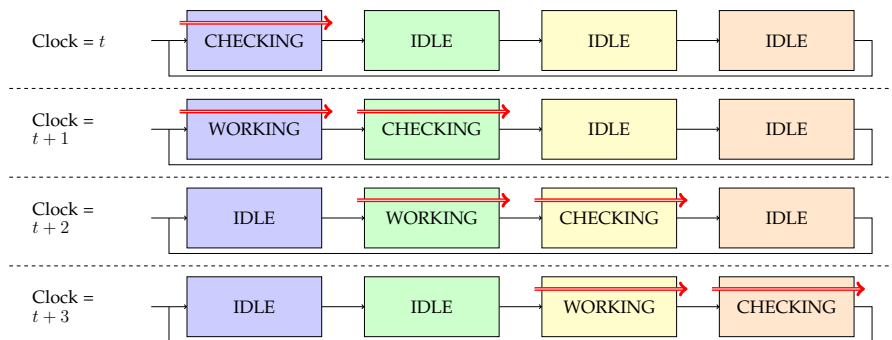 Clock = t
CHECKING
IDLE
IDLE
IDLE
Clock =
t + 1
WORKING
CHECKING
IDLE
IDLE
Clock =
t + 2
IDLE
WORKING
CHECKING
IDLE
Clock =
t + 3
IDLE
IDLE
WORKING
CHECKING